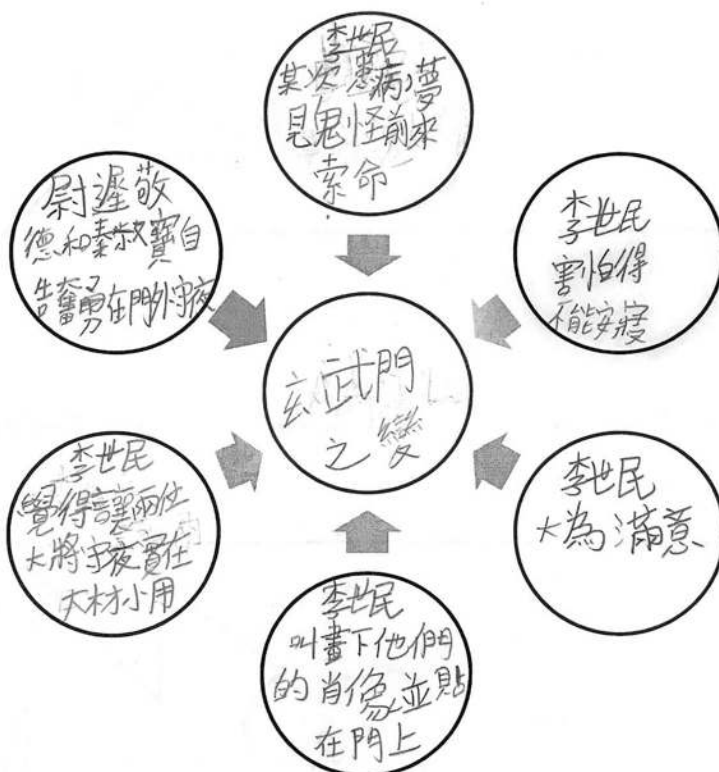 李世民
某次患病,夢
見鬼怪前來
索命
李世民
害怕得
不能安寢
李世民
大為滿意
李世民
叫畫下他們
的肖像,並貼
在門上
李世民
覺得讓兩位
大將守夜實在
大材小用
尉遲敬
德和秦叔寶自
告奮勇在門外守夜
玄武門
之變